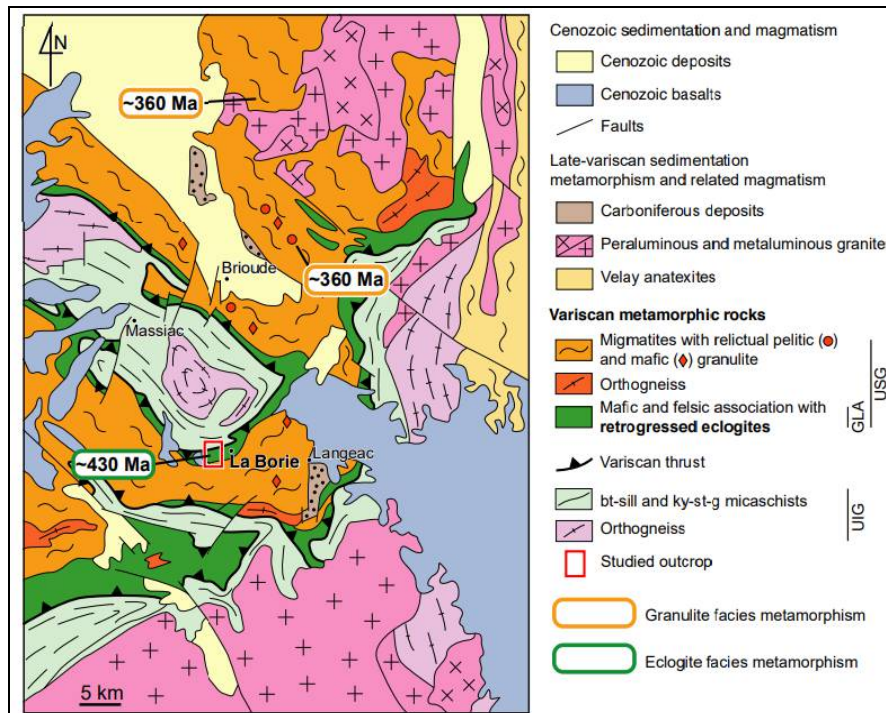 N
~360 Ma
Brioude
~360 Ma
Massiac
~430 Ma
La Borie
Langeac
5 km
Cenozoic sedimentation and magmatism
Cenozoic deposits
Cenozoic basalts
Faults
Late-variscan sedimentation
metamorphism and related magmatism
Carboniferous deposits
Peraluminous and metaluminous granite
Velay anatexites
Variscan metamorphic rocks
Migmatites with relictual pelitic ( )
and mafic ( ) granulite
Orthogneiss
Mafic and felsic association with
retrogressed eclogites
GLA
USG
Variscan thrust
bt-sill and ky-st-g micaschists
Orthogneiss
UIG
Studied outcrop
Granulite facies metamorphism
Eclogite facies metamorphism